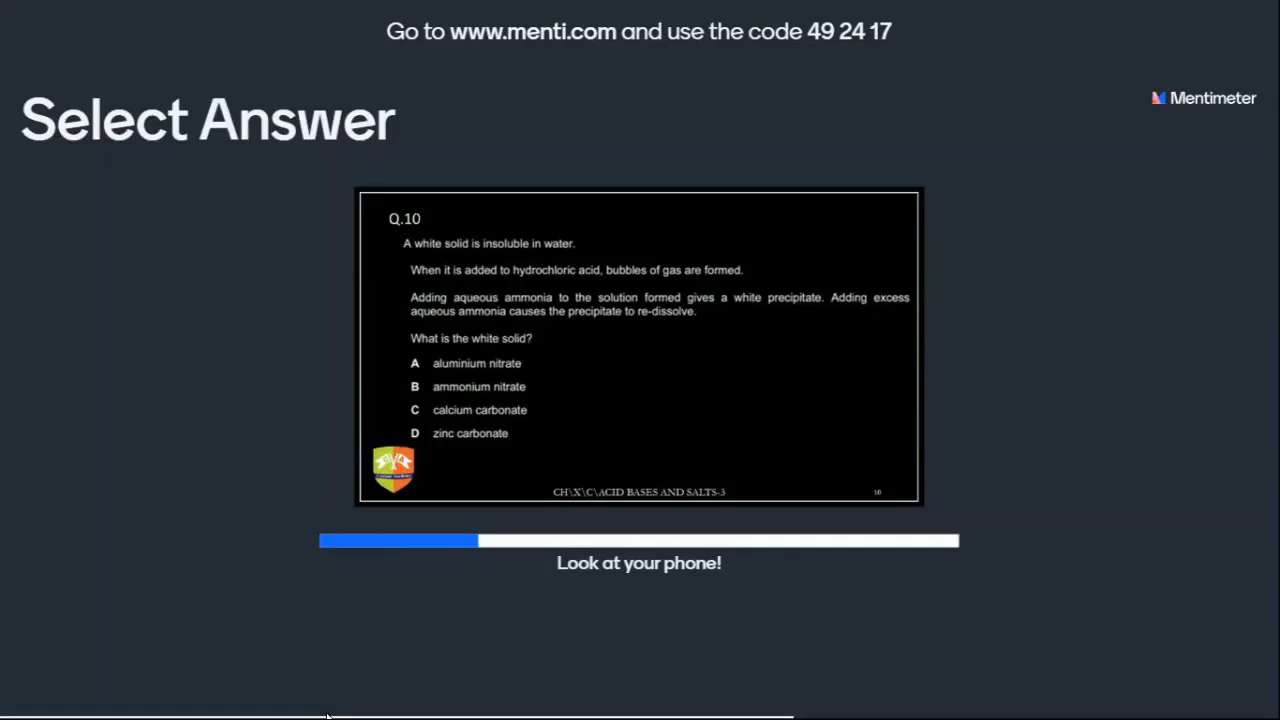 Go to www.menti.com and use the code 49 24 17
Mentimeter
Select Answer
Q.10
A white solid is insoluble in water.
When it is added to hydrochloric acid, bubbles of gas are formed.
Adding aqueous ammonia to the solution formed gives a white precipitate. Adding excess
aqueous ammonia causes the precipitate to re-dissolve.
What is the white solid?
A aluminium nitrate
B ammonium nitrate
C calcium carbonate
D zinc carbonate
CH\X\C\ACID BASES AND SALTS-3
10
Look at your phone!